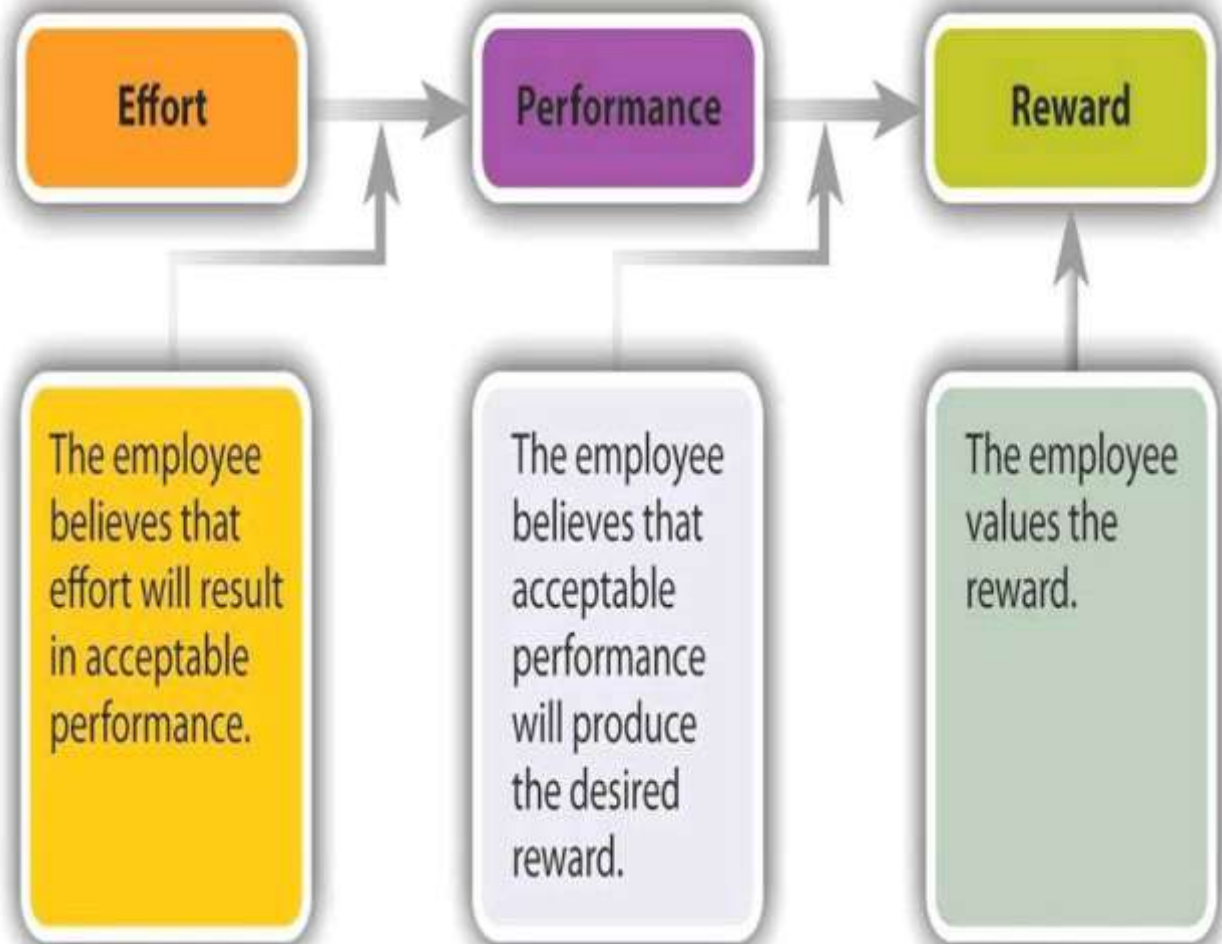 Effort
Performance
Reward
The employee
believes that
effort will result
in acceptable
performance.
The employee
believes that
acceptable
performance
will produce
the desired
reward.
The employee
values the
reward.